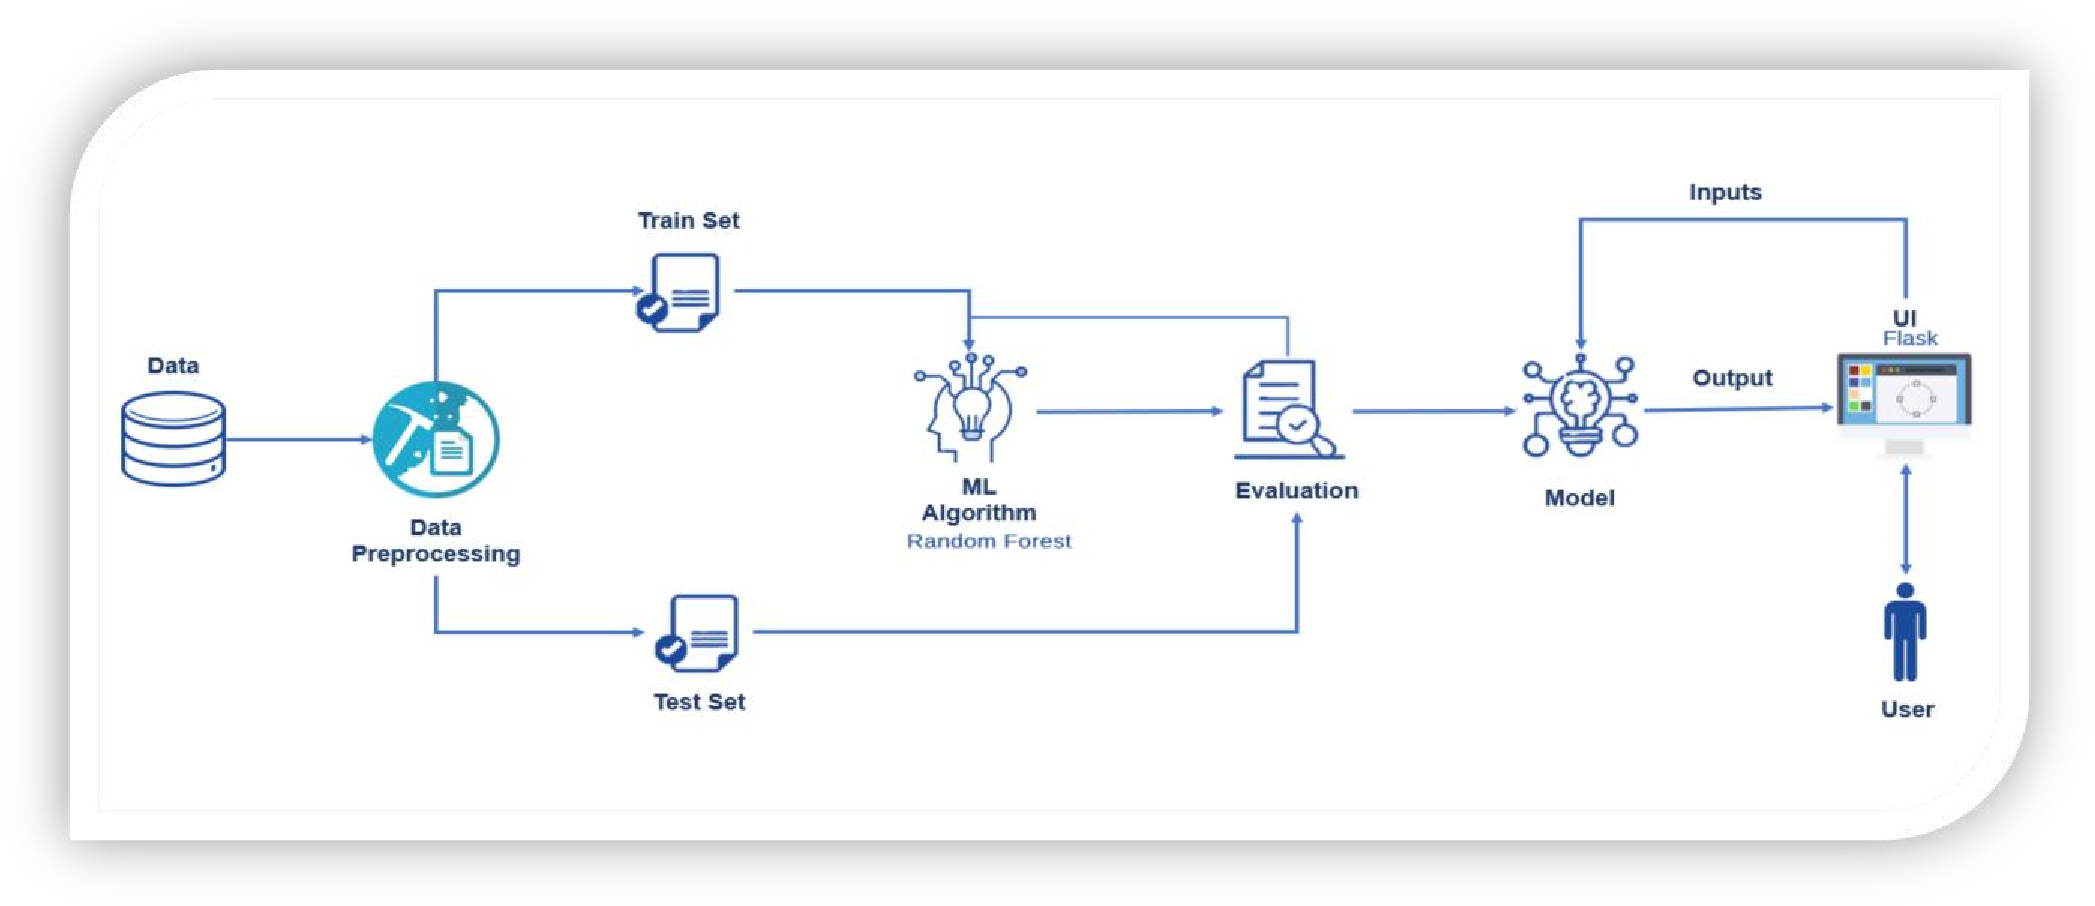 Data
Data
Preprocessing
Train Set
Test Set
ML
Algorithm
Random Forest
Evaluation
Model
Inputs
Output
UI
Flask
User